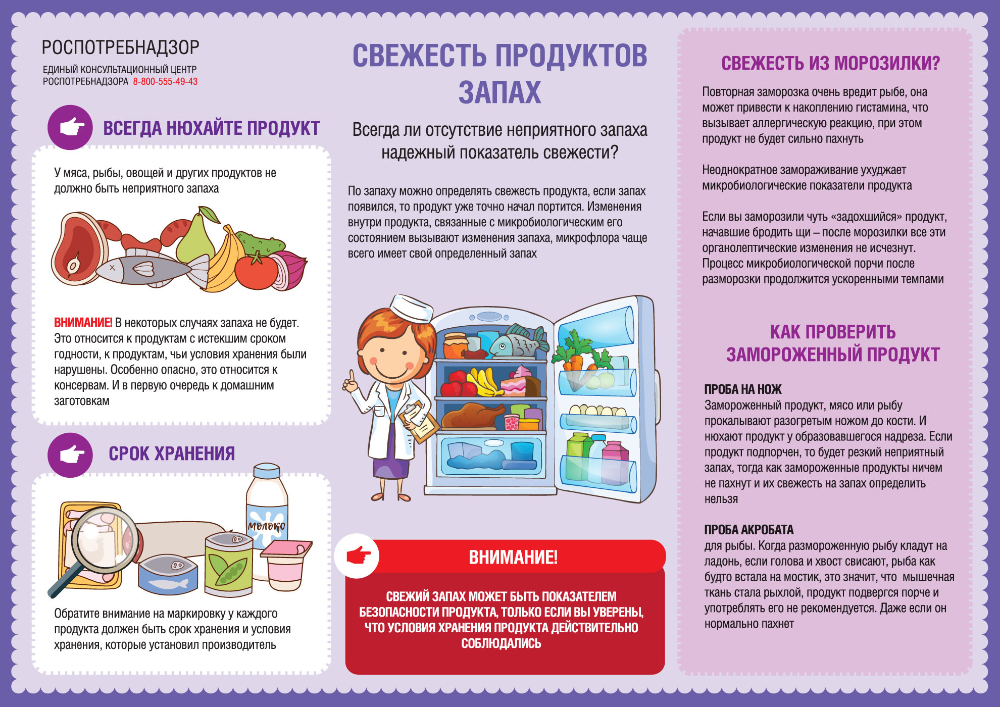 РОСПОТРЕБНАДЗОР
ЕДИНЫЙ КОНСУЛЬТАЦИОННЫЙ ЦЕНТР
РОСПОТРЕБНАДЗОРА 8-800-555-49-43
ВСЕГДА НЮХАЙТЕ ПРОДУКТ
У мяса, рыбы, овощей и других продуктов не
должно быть неприятного запаха
ВНИМАНИЕ! В некоторых случаях запаха не будет.
Это относится к продуктам с истекшим сроком
годности, к продуктам, чьи условия хранения были
нарушены. Особенно опасно, это относится к
консервам. И в первую очередь к домашним
заготовкам
СРОК ХРАНЕНИЯ
МОЛОКО
Обратите внимание на маркировку у каждого
продукта должен быть срок хранения и условия
хранения, которые установил производитель
СВЕЖЕСТЬ ПРОДУКТОВ
ЗАПАХ
Всегда ли отсутствие неприятного запаха
надежный показатель свежести?
По запаху можно определять свежесть продукта, если запах
появился, то продукт уже точно начал портится. Изменения
внутри продукта, связанные с микробиологическим его
состоянием вызывают изменения запаха, микрофлора чаще
всего имеет свой определенный запах
ВНИМАНИЕ!
СВЕЖИЙ ЗАПАХ МОЖЕТ БЫТЬ ПОКАЗАТЕЛЕМ
БЕЗОПАСНОСТИ ПРОДУКТА, ТОЛЬКО ЕСЛИ ВЫ УВЕРЕНЫ,
ЧТО УСЛОВИЯ ХРАНЕНИЯ ПРОДУКТА ДЕЙСТВИТЕЛЬНО
СОБЛЮДАЛИСЬ
СВЕЖЕСТЬ ИЗ МОРОЗИЛКИ?
Повторная заморозка очень вредит рыбе, она
может привести к накоплению гистамина, что
вызывает аллергическую реакцию, при этом
продукт не будет сильно пахнуть
Неоднократное замораживание ухуджает
микробиологические показатели продукта
Если вы заморозили чуть «задохшийся» продукт,
начавшие бродить щи – после морозилки все эти
органолептические изменения не исчезнут.
Процесс микробиологической порчи после
разморозки продолжится ускоренными темпами
КАК ПРОВЕРИТЬ
ЗАМОРОЖЕННЫЙ ПРОДУКТ
ПРОБА НА НОЖ
Замороженный продукт, мясо или рыбу
прокалывают разогретым ножом до кости. И
нюхают продукт у образовавшегося надреза. Если
продукт подпорчен, то будет резкий неприятный
запах, тогда как замороженные продукты ничем
не пахнут и их свежесть на запах определить
нельзя
ПРОБА АКРОБАТА
для рыбы. Когда размороженную рыбу кладут на
ладонь, если голова и хвост свисают, рыба как
будто встала на мостик, это значит, что мышечная
ткань стала рыхлой, продукт подвергся порче и
употреблять его не рекомендуется. Даже если он
нормально пахнет